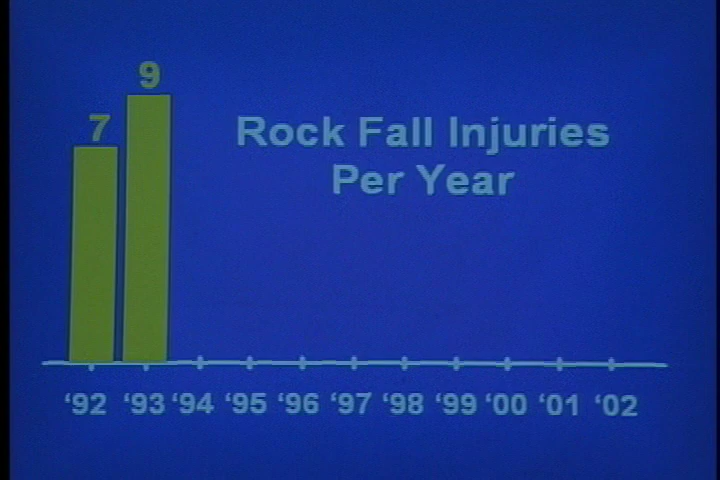 9
7
Rock Fall Injuries
Per Year
‘92 ‘93 ‘94 ‘95 ‘96 ‘97 ‘98 ‘99 ‘00 ‘01 ‘02